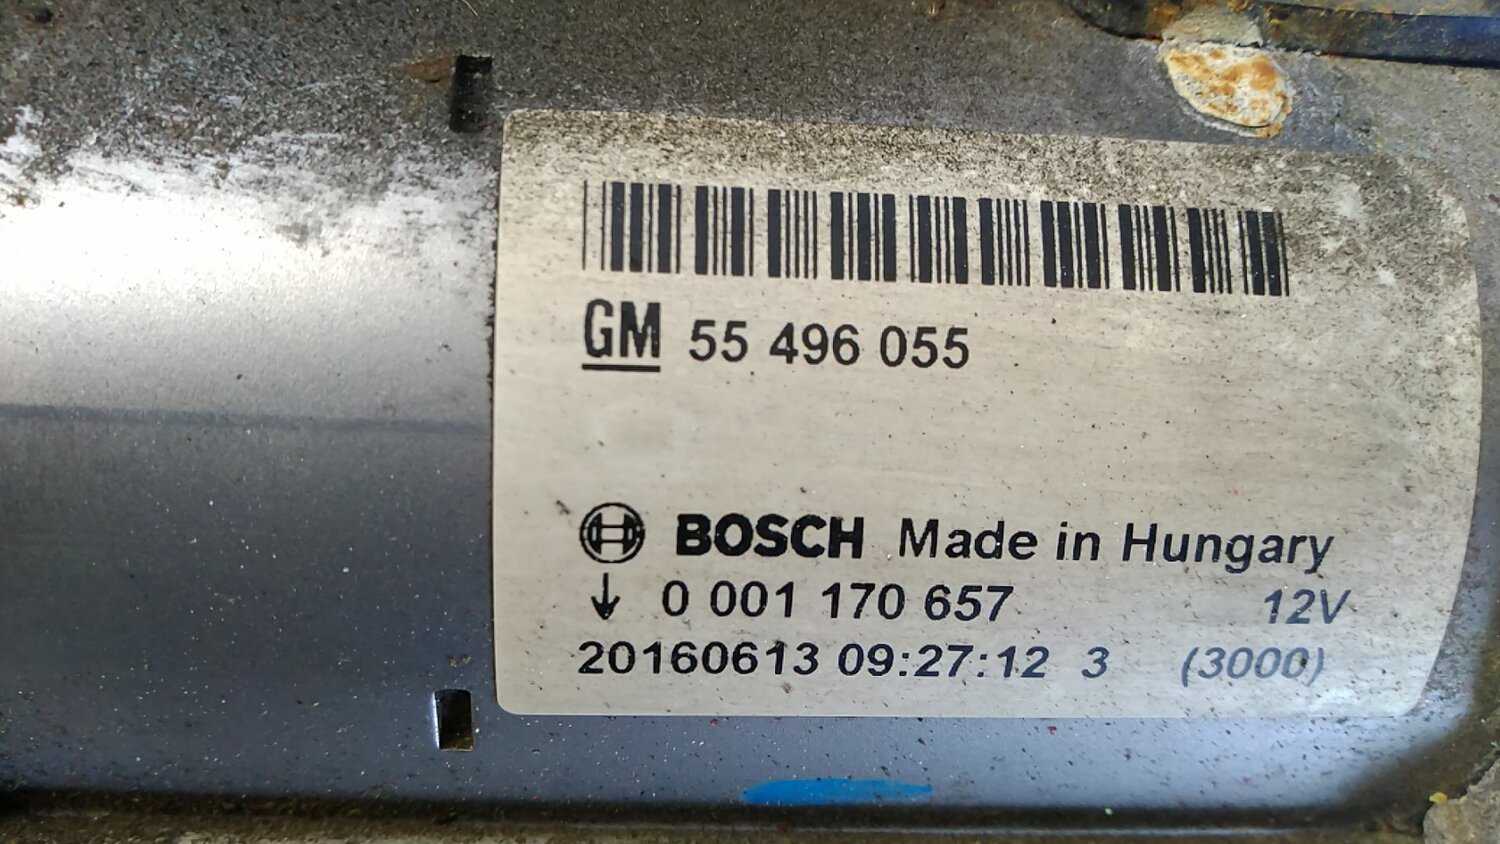 GM 55 496 055
BOSCH Made in Hungary
↓ 0 001 170 657 12V
20160613 09:27:12 3 (3000)